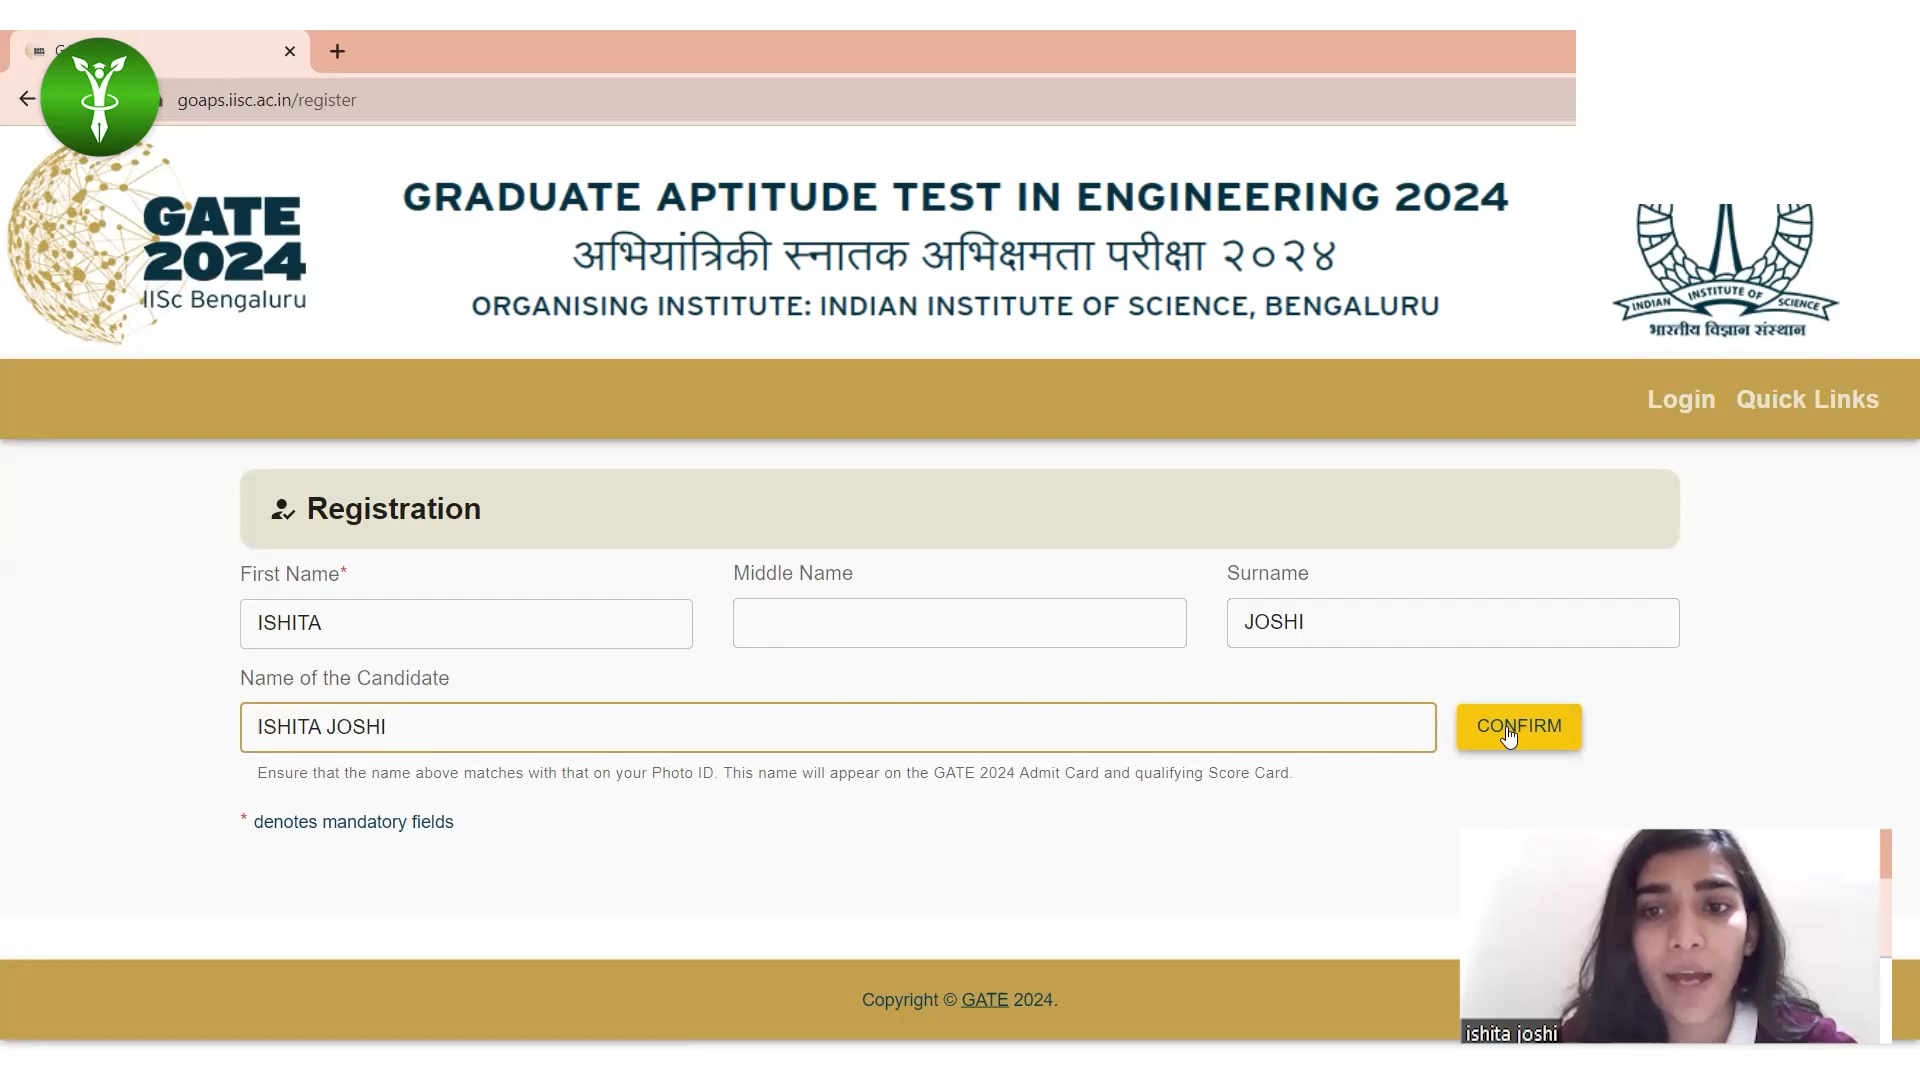 goaps.iisc.ac.in/register
GATE
2024
IISc Bengaluru
GRADUATE APTITUDE TEST IN ENGINEERING 2024
अभियांत्रिकी स्नातक अभिक्षमता परीक्षा २०२४
ORGANISING INSTITUTE: INDIAN INSTITUTE OF SCIENCE, BENGALURU
INDIAN INSTITUTE OF SCIENCE
भारतीय विज्ञान संस्थान
Login Quick Links
Registration
First Name* Middle Name Surname
ISHITA JOSHI
Name of the Candidate
ISHITA JOSHI CONFIRM
Ensure that the name above matches with that on your Photo ID. This name will appear on the GATE 2024 Admit Card and qualifying Score Card.
* denotes mandatory fields
Copyright © GATE 2024.
ishita joshi